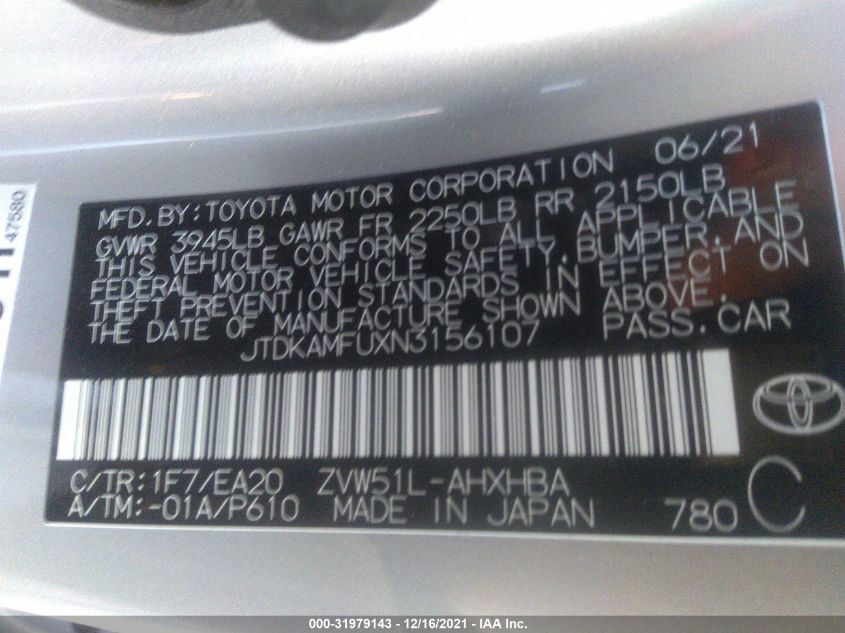 MFD. BY: TOYOTA MOTOR CORPORATION 06/21
GVWR 3945LB GAWR FR 2250LB RR 2150LB
THIS VEHICLE CONFORMS TO ALL APPLICABLE
FEDERAL MOTOR VEHICLE SAFETY, BUMPER, AND
THEFT PREVENTION STANDARDS IN EFFECT ON
THE DATE OF MANUFACTURE SHOWN ABOVE.
JTDKAMFUXN3156107 PASS. CAR
C/TR: 1F7/EA20 ZVW51L-AHXHBA
A/TM: -01A/P610 MADE IN JAPAN 780 C
47580
000-31979143 - 12/16/2021 - IAA Inc.